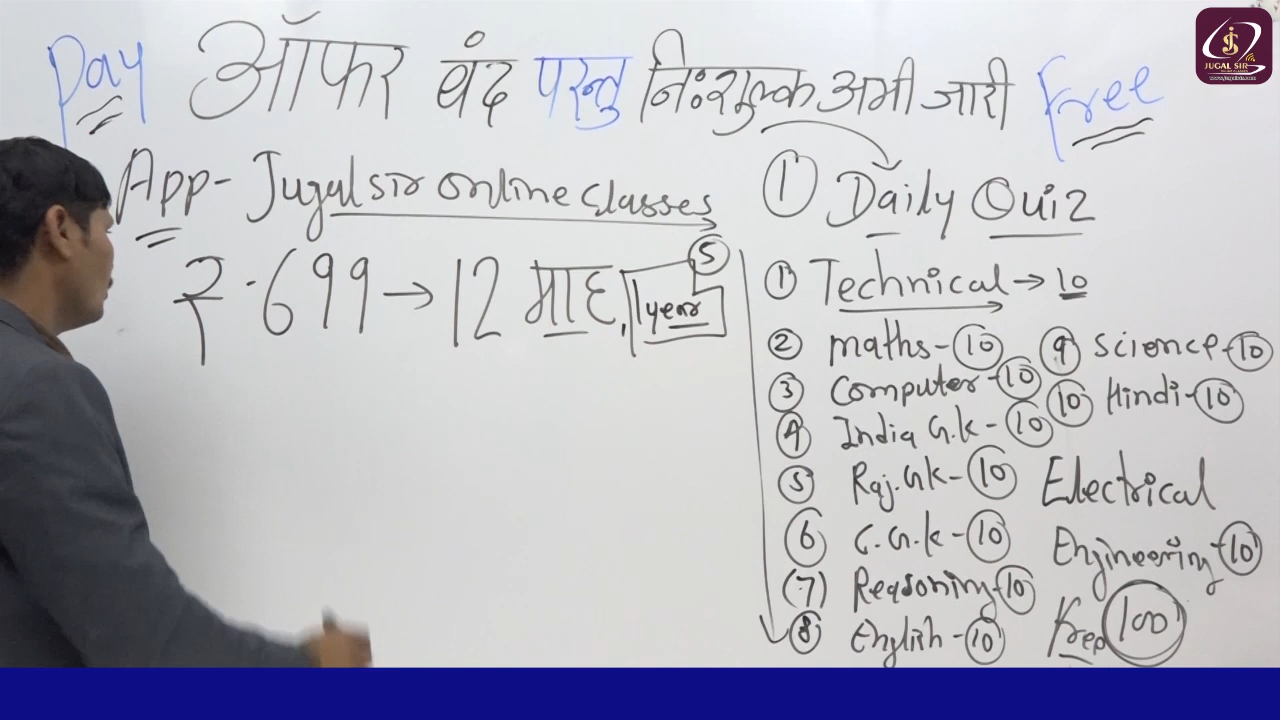 Pay ऑफर बंद परन्तु निःशुल्क अभी जारी Free
App- Jugal sir online classes
₹.699 → 12 माह, 1 year 5
① Daily Quiz
① Technical → 10
② maths - 10
③ Computer - 10
④ India G.k - 10
⑤ Raj. Gk - 10
⑥ C.G.k - 10
(7) Reasoning - 10
⑧ English - 10
⑨ Science - 10
⑩ Hindi - 10
Electrical
Engineering - 10
Free 100
JUGAL SIR